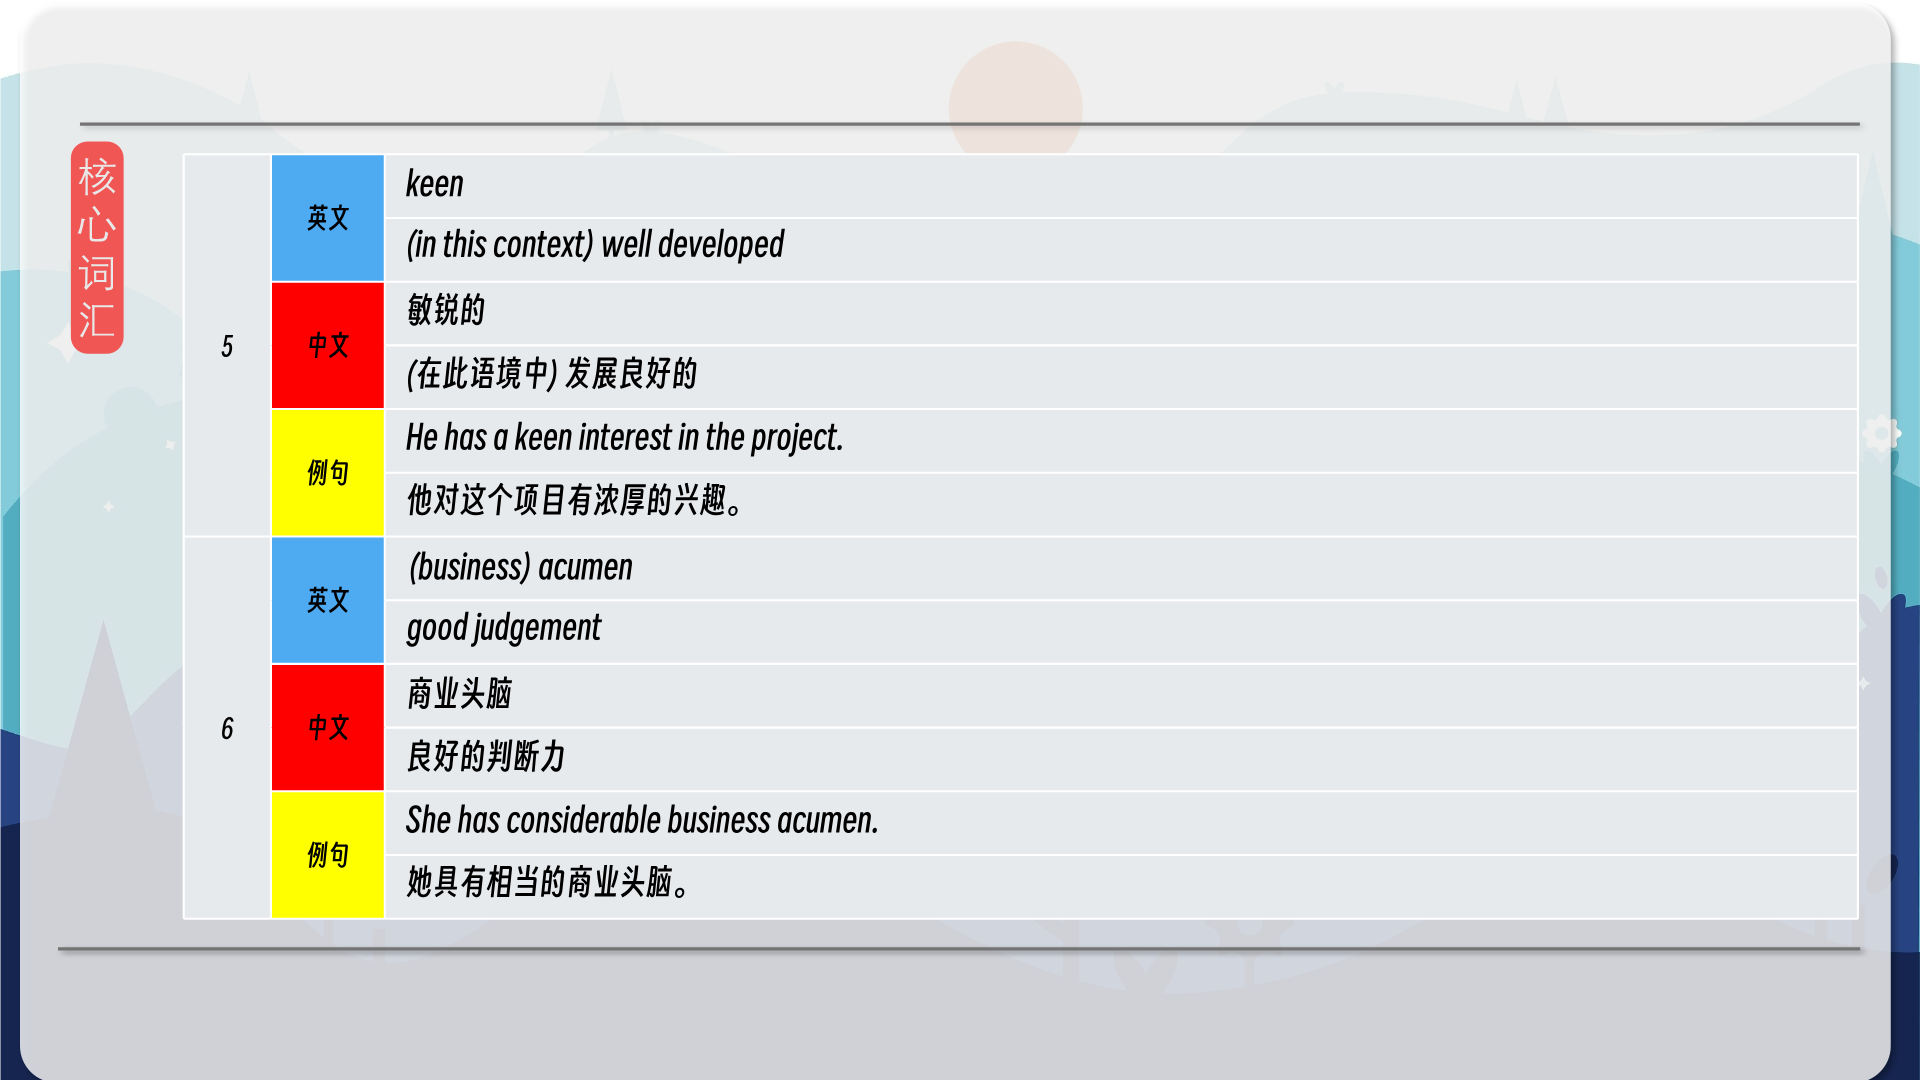 核
心
词
汇
5
英文
keen
(in this context) well developed
中文
敏锐的
(在此语境中) 发展良好的
例句
He has a keen interest in the project.
他对这个项目有浓厚的兴趣。
6
英文
(business) acumen
good judgement
中文
商业头脑
良好的判断力
例句
She has considerable business acumen.
她具有相当的商业头脑。